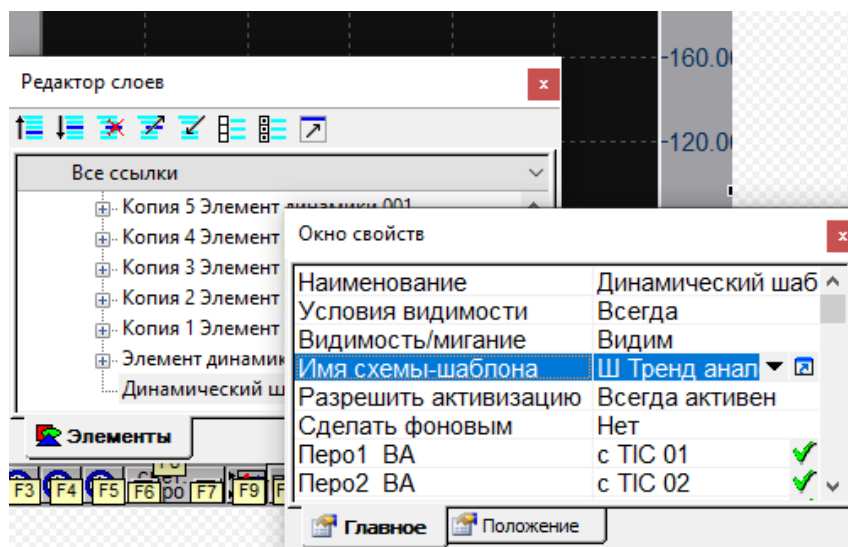 -160.00
Редактор слоев
x
-120.00
Все ссылки
Копия 5 Элемент динамики 001
Копия 4 Элемент
Копия 3 Элемент
Копия 2 Элемент
Копия 1 Элемент
Элемент динамик
Динамический ш
Элементы
F3 F4 F5 F6 ро F7 F9
Окно свойств
x
Наименование Динамический шаб
Условия видимости Всегда
Видимость/мигание Видим
Имя схемы-шаблона Ш Тренд анал
Разрешить активизацию Всегда активен
Сделать фоновым Нет
Перо1 ВА с TIC 01
Перо2 ВА с TIC 02
Главное Положение